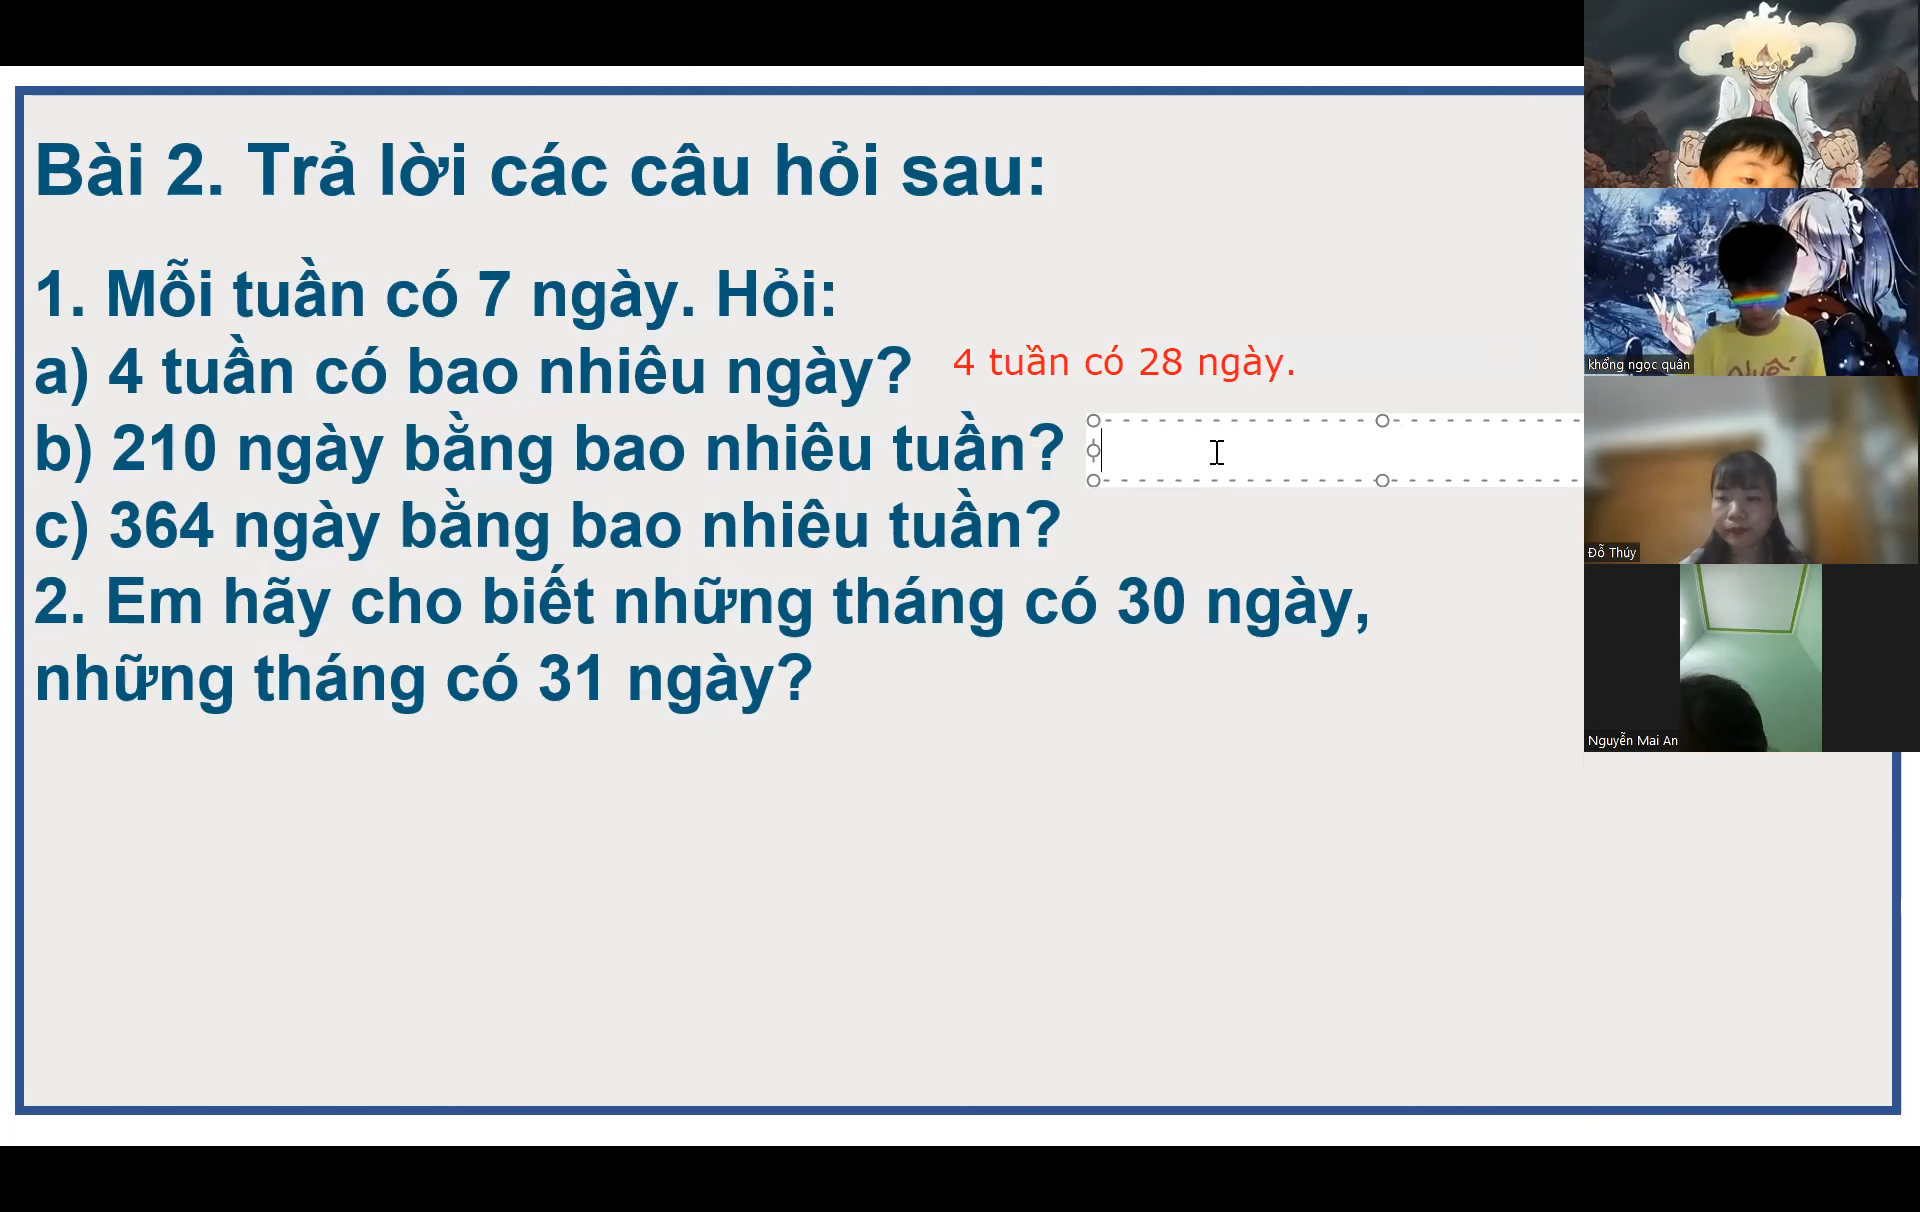 Bài 2. Trả lời các câu hỏi sau:
1. Mỗi tuần có 7 ngày. Hỏi:
a) 4 tuần có bao nhiêu ngày? 4 tuần có 28 ngày.
b) 210 ngày bằng bao nhiêu tuần?
c) 364 ngày bằng bao nhiêu tuần?
2. Em hãy cho biết những tháng có 30 ngày,
những tháng có 31 ngày?
khổng ngọc quân
Đỗ Thúy
Nguyễn Mai An